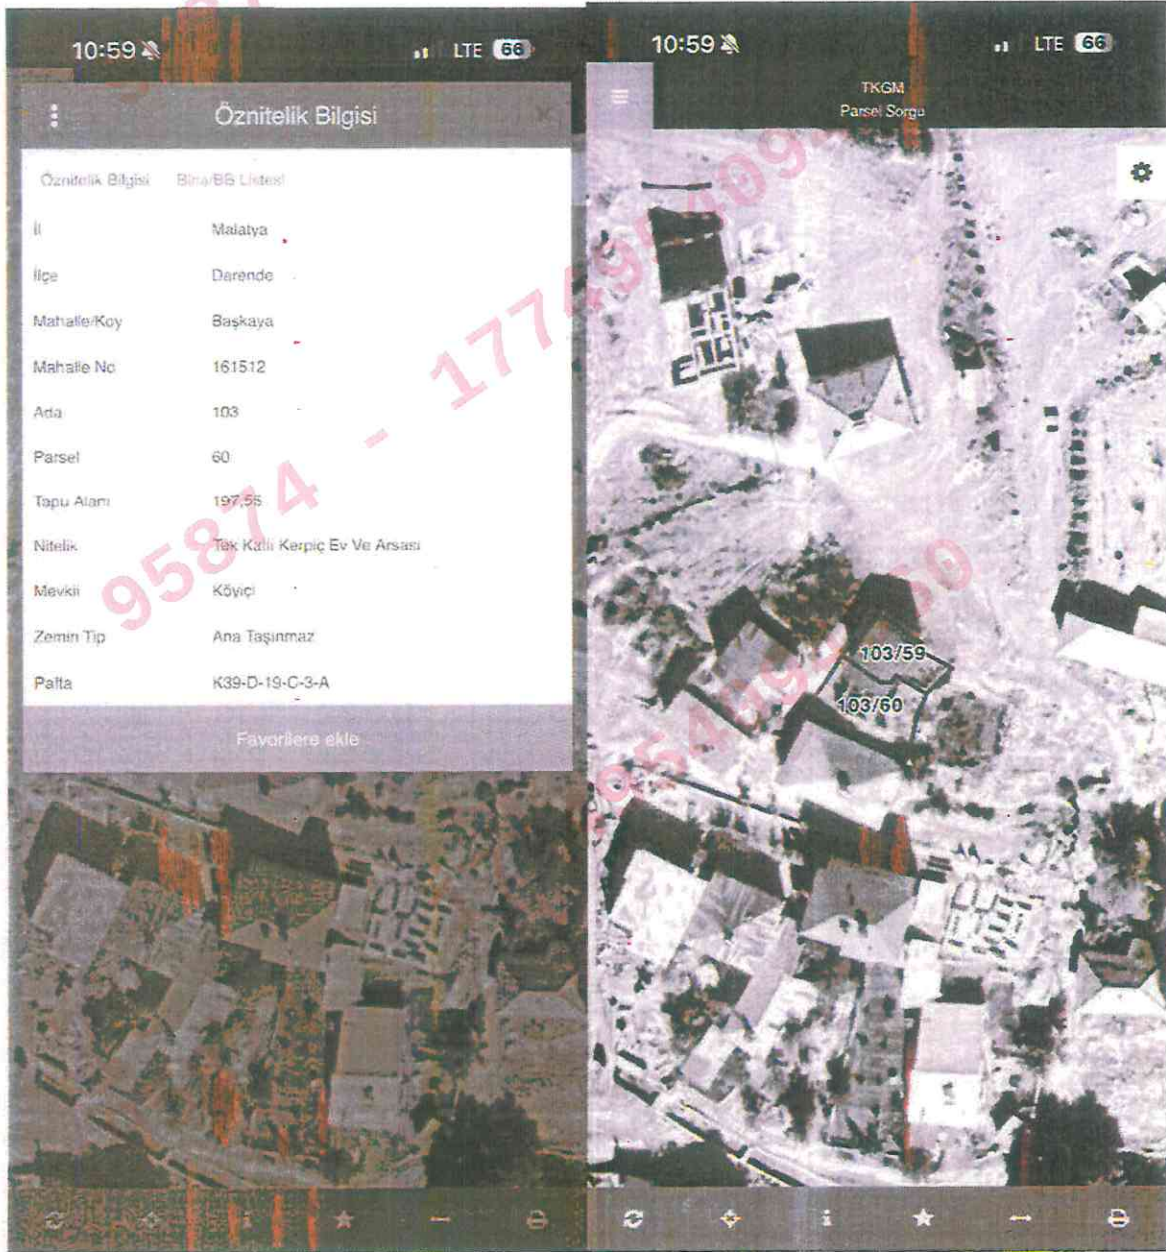 10:59
LTE 66
Öznitelik Bilgisi
Öznitelik Bilgisi Bina/BB Listesi
İl Malatya
İlçe Darende
Mahalle/Köy Başkaya
Mahalle No 161512
Ada 103
Parsel 60
Tapu Alanı 197,56
Nitelik Tek Katlı Kerpiç Ev Ve Arsası
Mevkii Köyiçi
Zemin Tip Ana Taşınmaz
Pafta K39-D-19-C-3-A
Favorilere ekle
10:59
LTE 66
TKGM
Parsel Sorgu
103/59
103/60